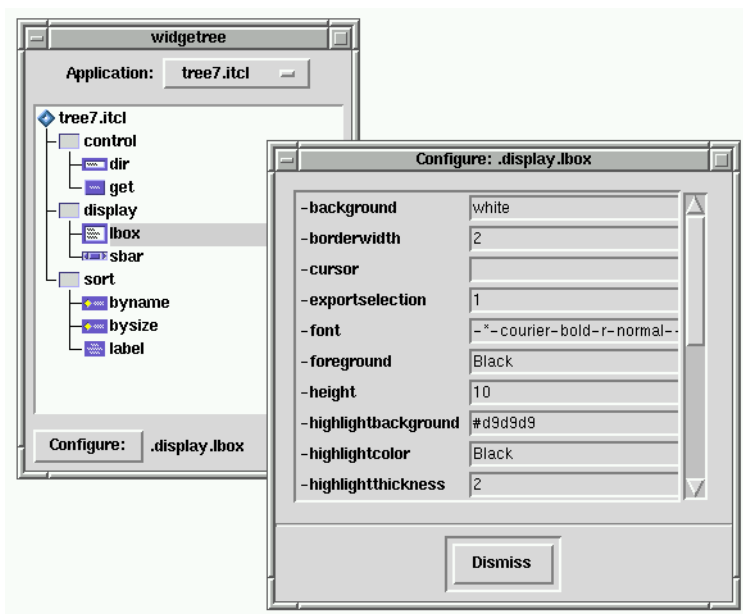 widgetree
Application: tree7.itcl
tree7.itcl
control
dir
get
display
lbox
sbar
sort
byname
bysize
label
Configure: .display.lbox
Configure: .display.lbox
-background white
-borderwidth 2
-cursor
-exportselection 1
-font -*-courier-bold-r-normal--
-foreground Black
-height 10
-highlightbackground #d9d9d9
-highlightcolor Black
-highlightthickness 2
Dismiss